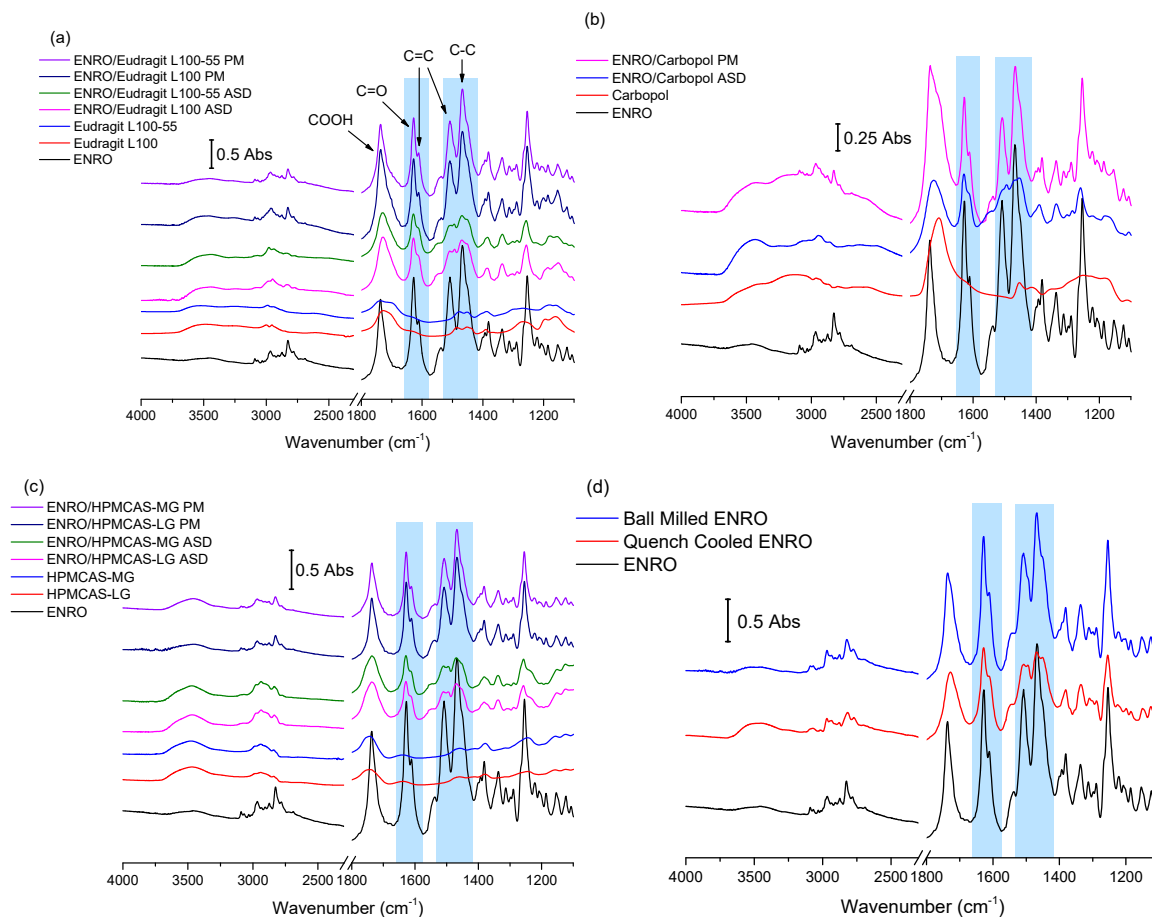 (a)
ENRO/Eudragit L100-55 PM
ENRO/Eudragit L100 PM
ENRO/Eudragit L100-55 ASD
ENRO/Eudragit L100 ASD
Eudragit L100-55
Eudragit L100
ENRO
C-C
C=C
C=O
COOH
0.5 Abs
4000 3500 3000 2500 1800 1600 1400 1200
Wavenumber (cm⁻¹)
(b)
ENRO/Carbopol PM
ENRO/Carbopol ASD
Carbopol
ENRO
0.25 Abs
4000 3500 3000 2500 1800 1600 1400 1200
Wavenumber (cm⁻¹)
(c)
ENRO/HPMCAS-MG PM
ENRO/HPMCAS-LG PM
ENRO/HPMCAS-MG ASD
ENRO/HPMCAS-LG ASD
HPMCAS-MG
HPMCAS-LG
ENRO
0.5 Abs
4000 3500 3000 2500 1800 1600 1400 1200
Wavenumber (cm⁻¹)
(d)
Ball Milled ENRO
Quench Cooled ENRO
ENRO
0.5 Abs
4000 3500 3000 2500 1800 1600 1400 1200
Wavenumber (cm⁻¹)